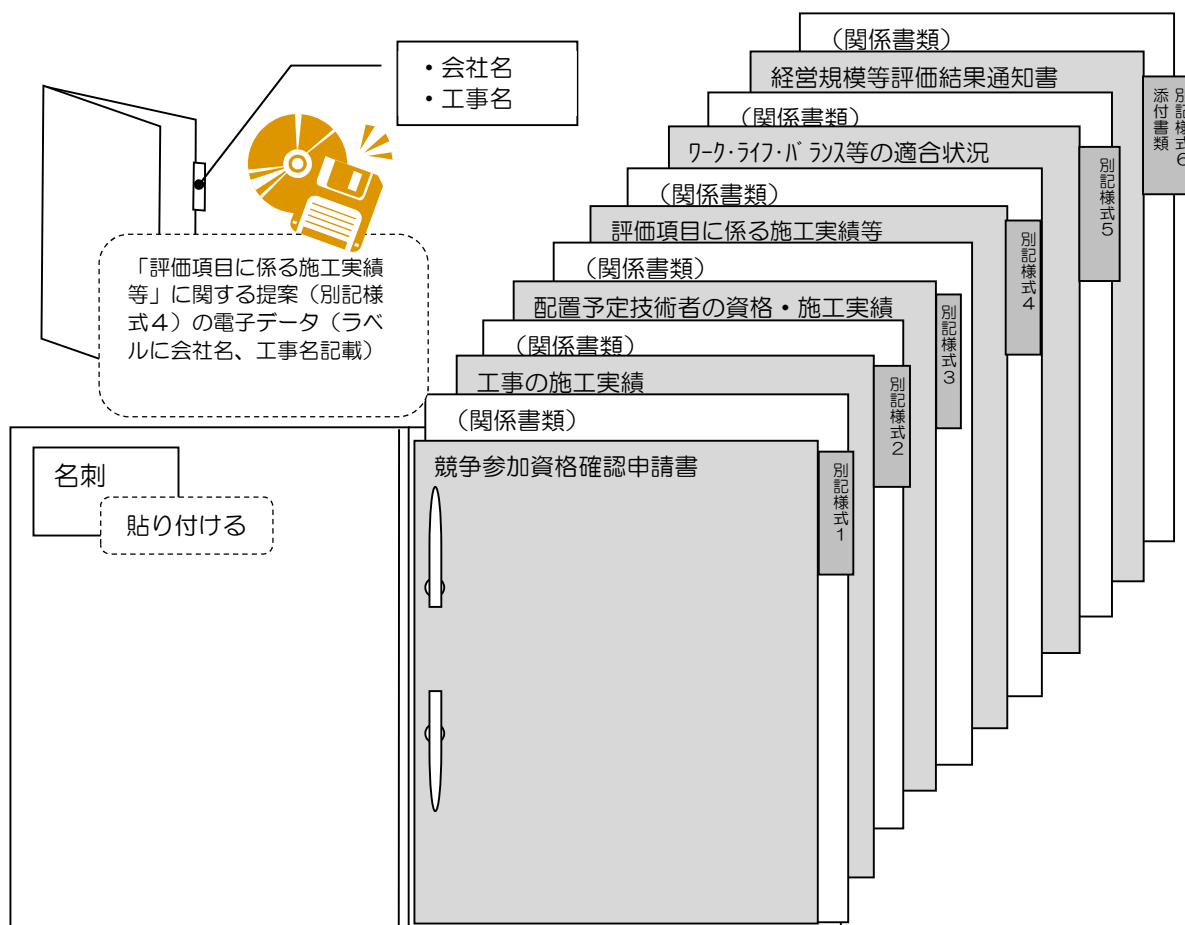 ・会社名
・工事名
「評価項目に係る施工実績
等」に関する提案（別記様
式４）の電子データ（ラベ
ルに会社名、工事名記載）
名刺
貼り付ける
（関係書類）
経営規模等評価結果通知書
別記様式６
添付書類
（関係書類）
ﾜｰｸ･ﾗｲﾌ･ﾊﾞﾗﾝｽ等の適合状況
別記様式５
（関係書類）
評価項目に係る施工実績等
別記様式４
（関係書類）
配置予定技術者の資格・施工実績
別記様式３
（関係書類）
工事の施工実績
別記様式２
（関係書類）
競争参加資格確認申請書
別記様式１